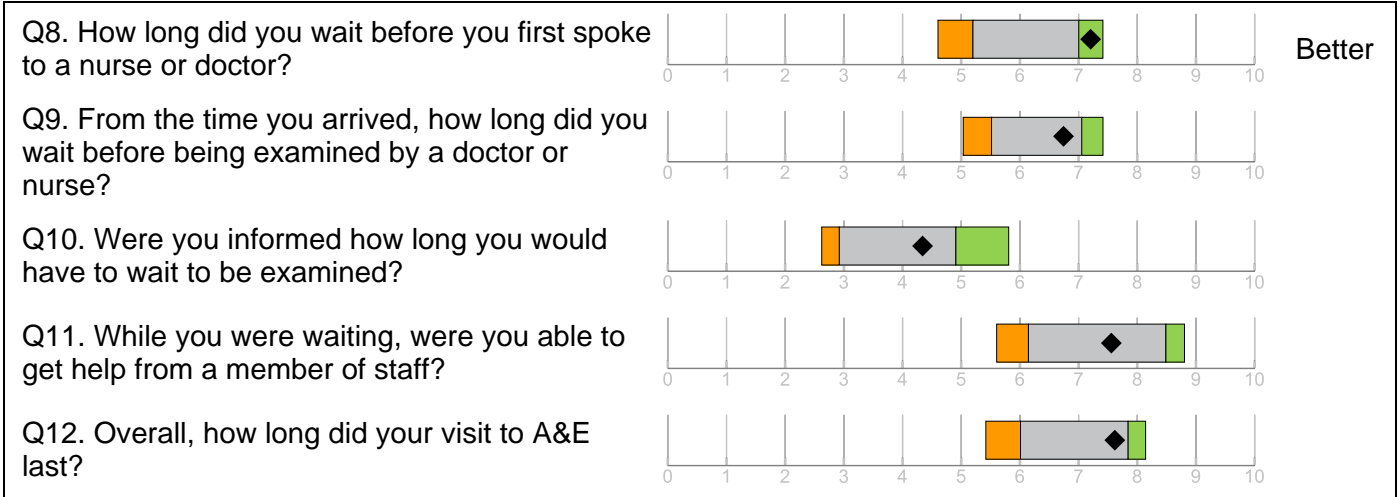 Q8. How long did you wait before you first spoke
to a nurse or doctor?
Better
0 1 2 3 4 5 6 7 8 9 10
Q9. From the time you arrived, how long did you
wait before being examined by a doctor or
nurse?
0 1 2 3 4 5 6 7 8 9 10
Q10. Were you informed how long you would
have to wait to be examined?
0 1 2 3 4 5 6 7 8 9 10
Q11. While you were waiting, were you able to
get help from a member of staff?
0 1 2 3 4 5 6 7 8 9 10
Q12. Overall, how long did your visit to A&E
last?
0 1 2 3 4 5 6 7 8 9 10